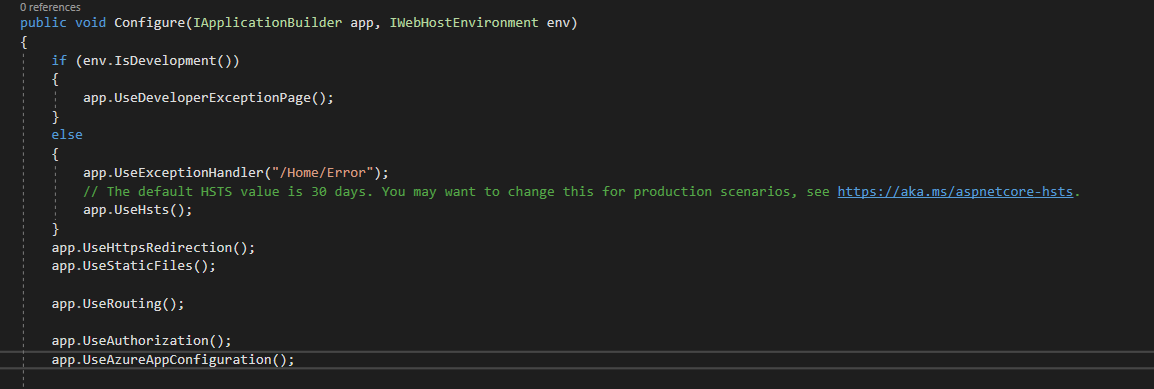 0 references
public void Configure(IApplicationBuilder app, IWebHostEnvironment env)
{
    if (env.IsDevelopment())
    {
        app.UseDeveloperExceptionPage();
    }
    else
    {
        app.UseExceptionHandler("/Home/Error");
        // The default HSTS value is 30 days. You may want to change this for production scenarios, see https://aka.ms/aspnetcore-hsts.
        app.UseHsts();
    }
    app.UseHttpsRedirection();
    app.UseStaticFiles();

    app.UseRouting();

    app.UseAuthorization();
    app.UseAzureAppConfiguration();